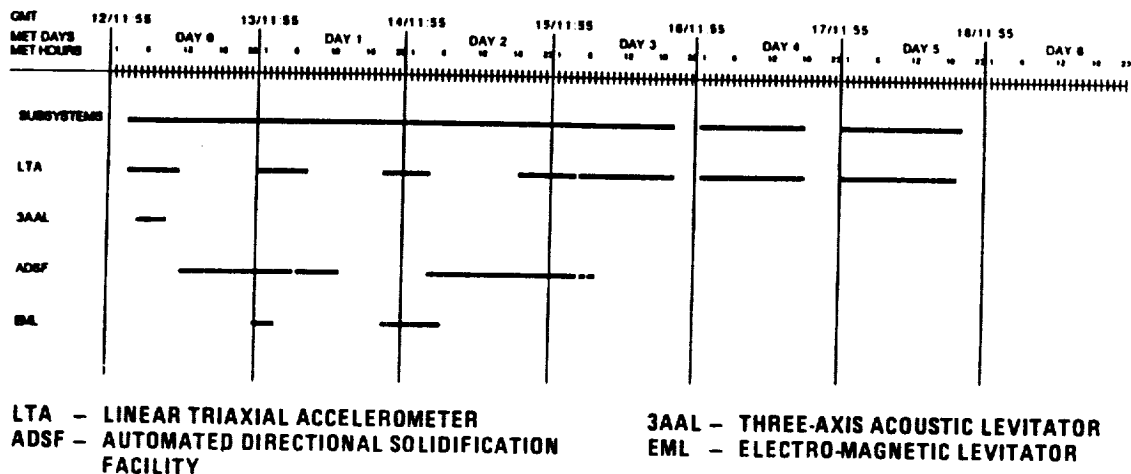 GMT 12/11:55 13/11:55 14/11:55 15/11:55 16/11:55 17/11:55 18/11:55
MET DAYS DAY 0 DAY 1 DAY 2 DAY 3 DAY 4 DAY 5 DAY 6
MET HOURS
SUBSYSTEMS
LTA
3AAL
ADSF
EML
LTA – LINEAR TRIAXIAL ACCELEROMETER
ADSF – AUTOMATED DIRECTIONAL SOLIDIFICATION
FACILITY
3AAL – THREE-AXIS ACOUSTIC LEVITATOR
EML – ELECTRO-MAGNETIC LEVITATOR